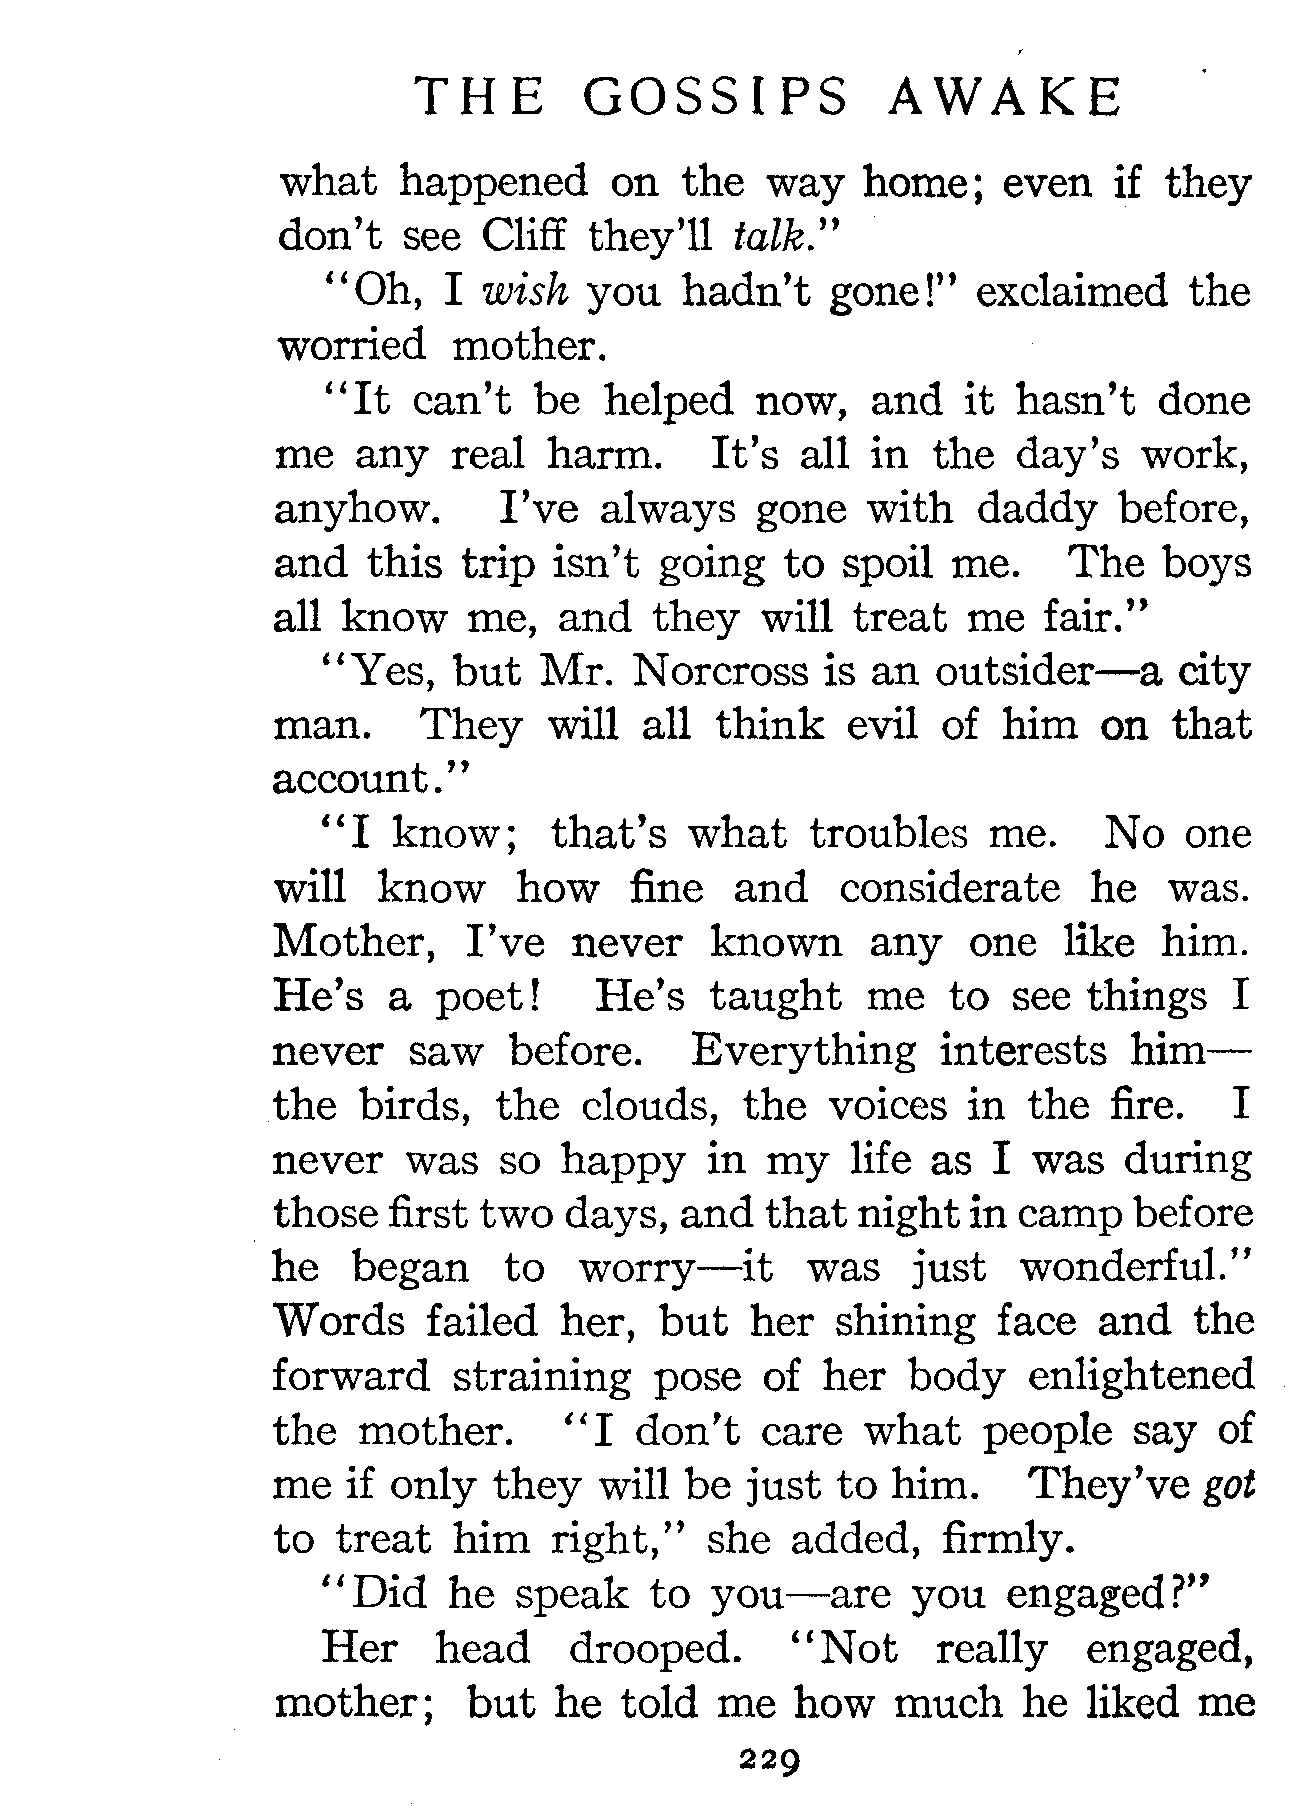 THE GOSSIPS AWAKE
what happened on the way home; even if they
don't see Cliff they'll talk."
"Oh, I wish you hadn't gone!" exclaimed the
worried mother.
"It can't be helped now, and it hasn't done
me any real harm. It's all in the day's work,
anyhow. I've always gone with daddy before,
and this trip isn't going to spoil me. The boys
all know me, and they will treat me fair."
"Yes, but Mr. Norcross is an outsider—a city
man. They will all think evil of him on that
account."
"I know; that's what troubles me. No one
will know how fine and considerate he was.
Mother, I've never known any one like him.
He's a poet! He's taught me to see things I
never saw before. Everything interests him—
the birds, the clouds, the voices in the fire. I
never was so happy in my life as I was during
those first two days, and that night in camp before
he began to worry—it was just wonderful."
Words failed her, but her shining face and the
forward straining pose of her body enlightened
the mother. "I don't care what people say of
me if only they will be just to him. They've got
to treat him right," she added, firmly.
"Did he speak to you—are you engaged?"
Her head drooped. "Not really engaged,
mother; but he told me how much he liked me
229